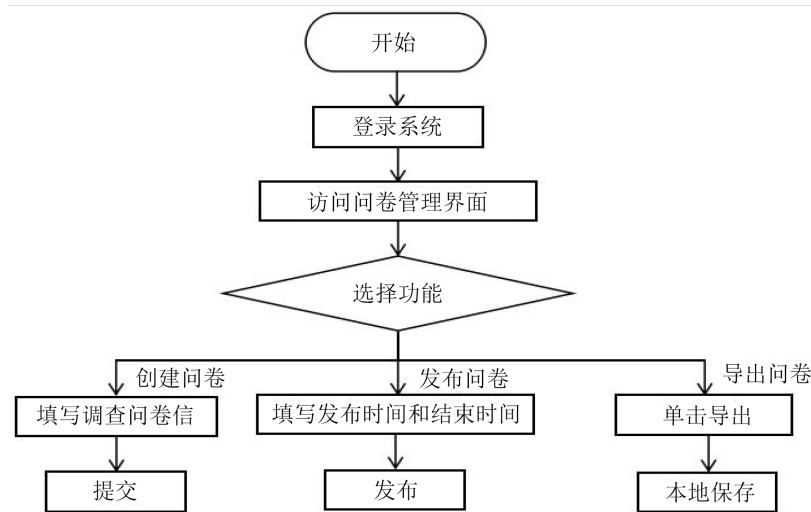 开始
登录系统
访问问卷管理界面
选择功能
创建问卷
发布问卷
导出问卷
填写调查问卷信
填写发布时间和结束时间
单击导出
提交
发布
本地保存